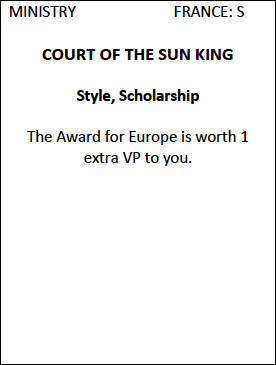 MINISTRY FRANCE: S
COURT OF THE SUN KING
Style, Scholarship
The Award for Europe is worth 1
extra VP to you.